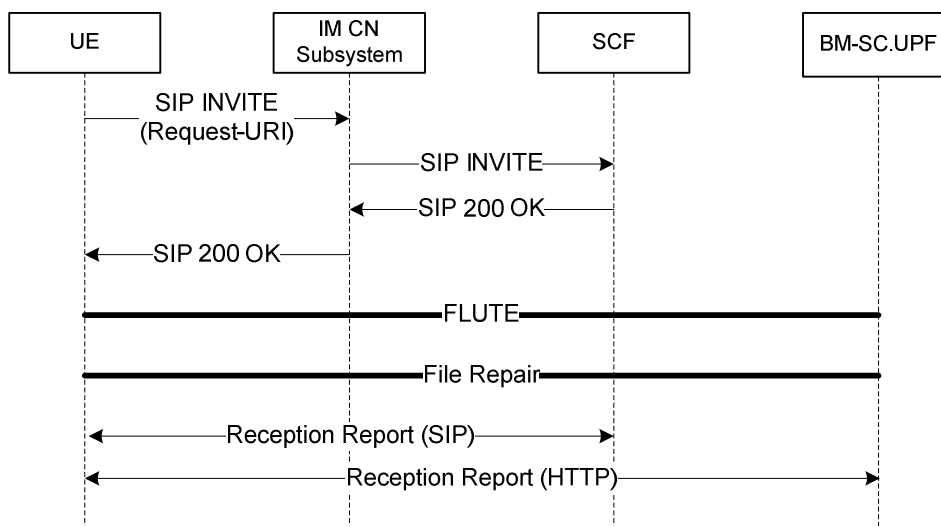 UE
IM CN
Subsystem
SCF
BM-SC.UPF
SIP INVITE
(Request-URI)
SIP INVITE
SIP 200 OK
SIP 200 OK
FLUTE
File Repair
Reception Report (SIP)
Reception Report (HTTP)